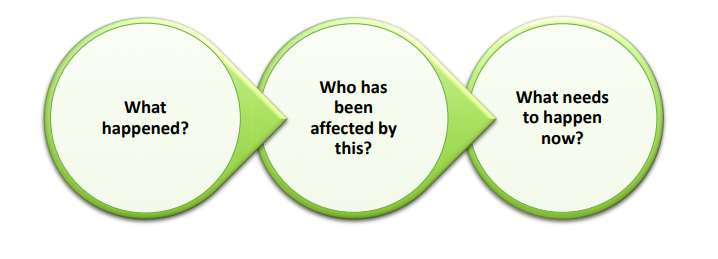 What
happened?
Who has
been
affected by
this?
What needs
to happen
now?